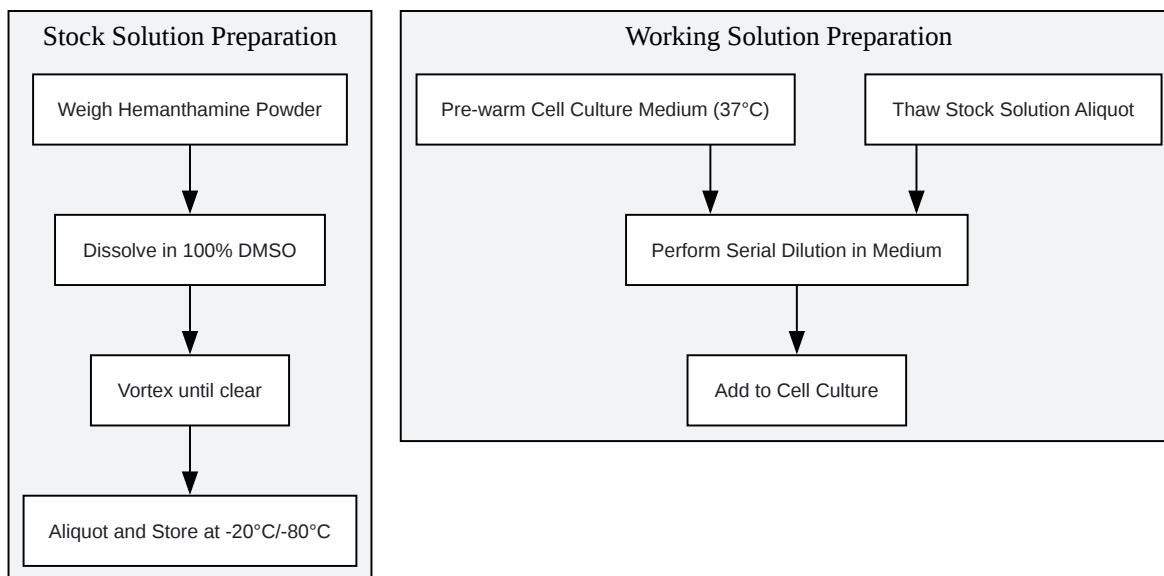 Stock Solution Preparation
Weigh Hemanthamine Powder
Dissolve in 100% DMSO
Vortex until clear
Aliquot and Store at -20°C/-80°C
Working Solution Preparation
Pre-warm Cell Culture Medium (37°C)
Thaw Stock Solution Aliquot
Perform Serial Dilution in Medium
Add to Cell Culture